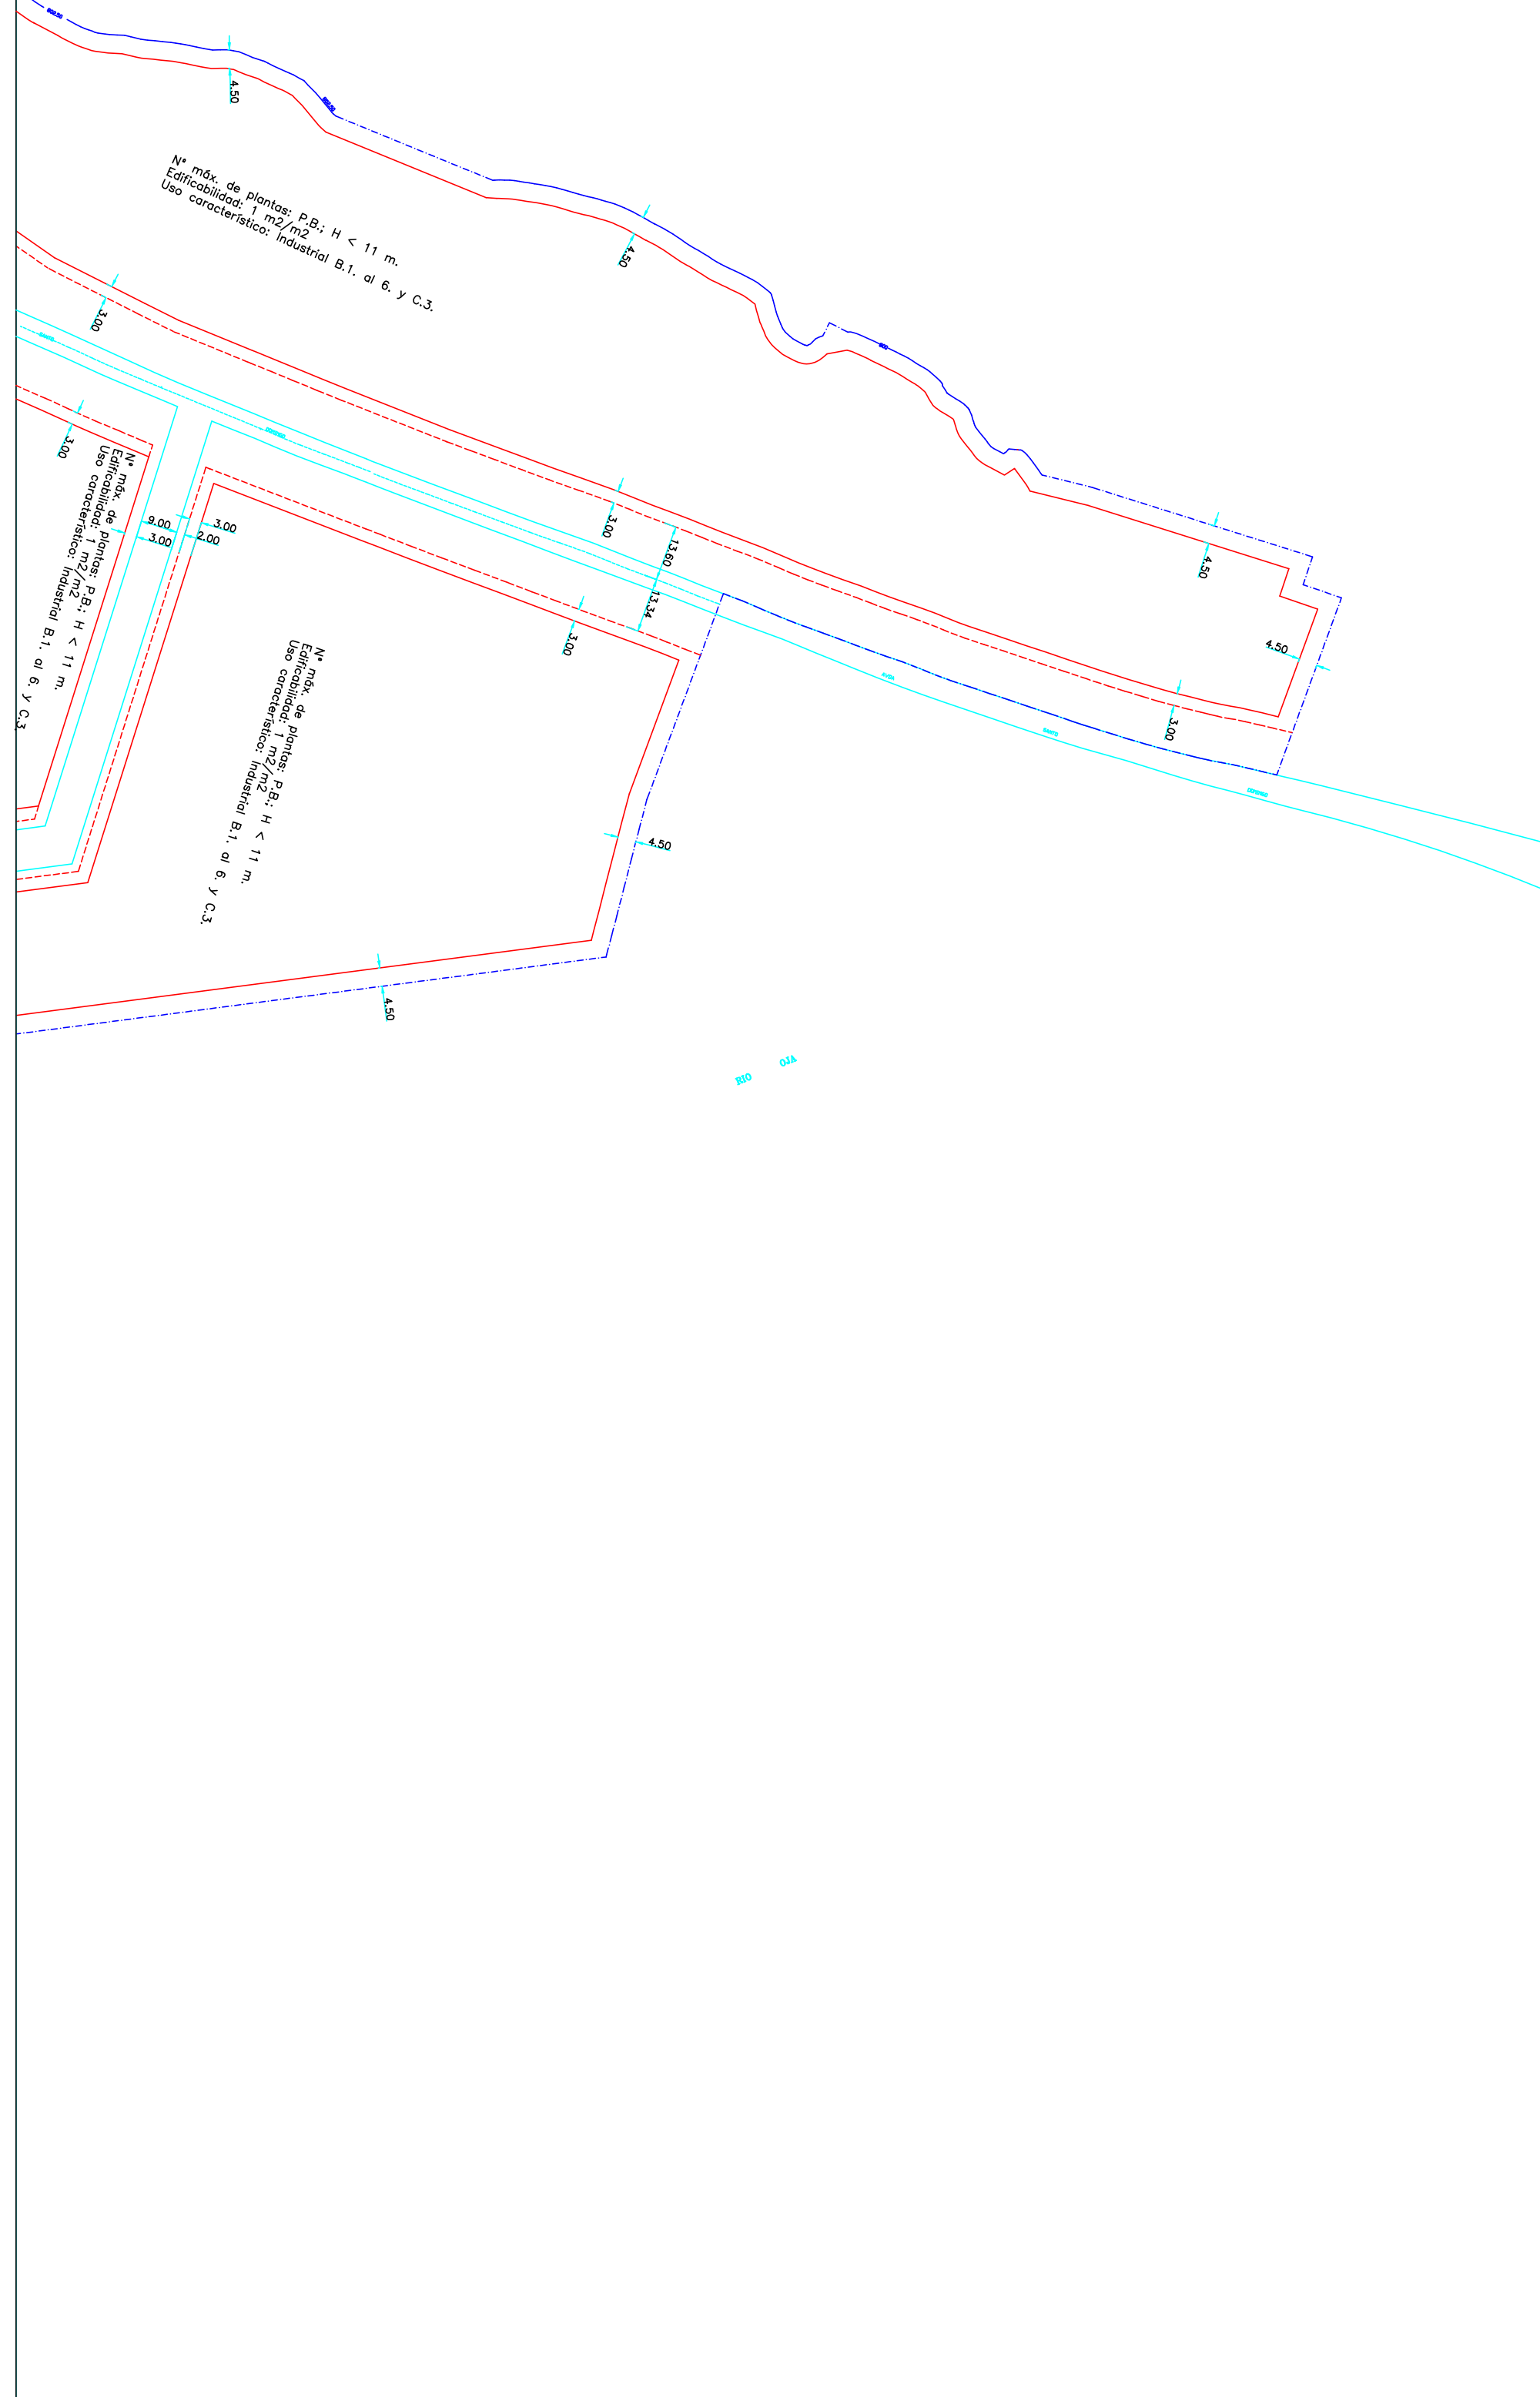 4.50
Nº máx. de plantas: P.B.; H < 11 m.
Edificabilidad: 1 m2/m2
Uso característico: Industrial B.1. al 6. y C.3.
4.50
3.00
3.00
3.00
13.60
13.34
4.50
4.50
3.00
Nº máx. de plantas: P.B.; H < 11 m.
Edificabilidad: 1 m2/m2
Uso característico: Industrial B.1. al 6. y C.3.
9.00
3.00
3.00
2.00
3.00
Nº máx. de plantas: P.B.; H < 11 m.
Edificabilidad: 1 m2/m2
Uso característico: Industrial B.1. al 6. y C.3.
4.50
4.50
RIO OJA